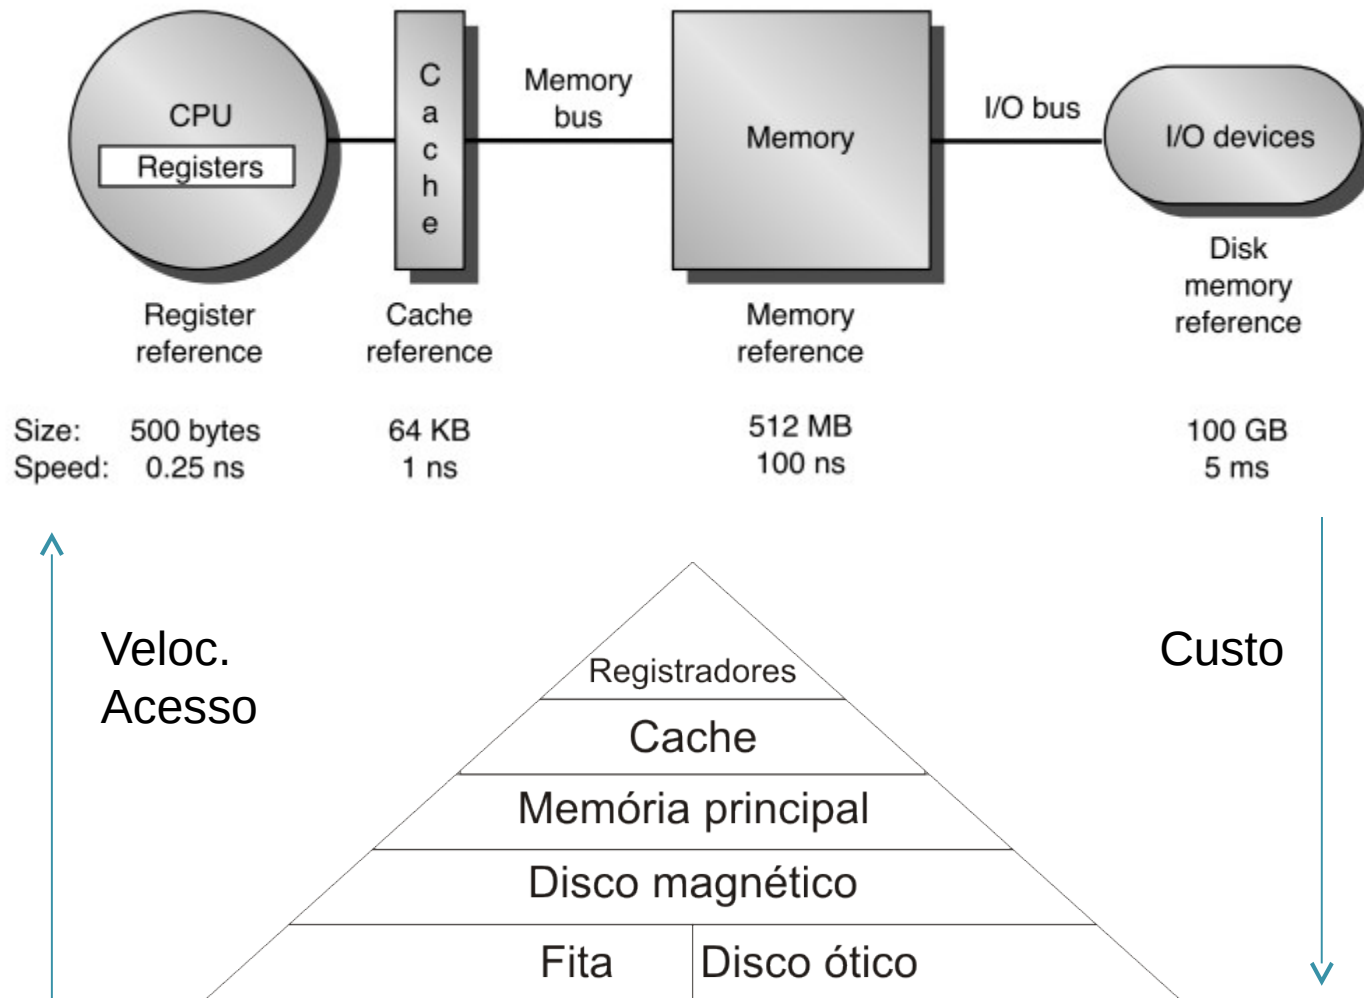 CPU
Registers
C
a
c
h
e
Memory
bus
Memory
I/O bus
I/O devices
Register
reference
Cache
reference
Memory
reference
Disk
memory
reference
Size: 500 bytes 64 KB 512 MB 100 GB
Speed: 0.25 ns 1 ns 100 ns 5 ms
Veloc.
Acesso
Custo
Registradores
Cache
Memória principal
Disco magnético
Fita Disco ótico